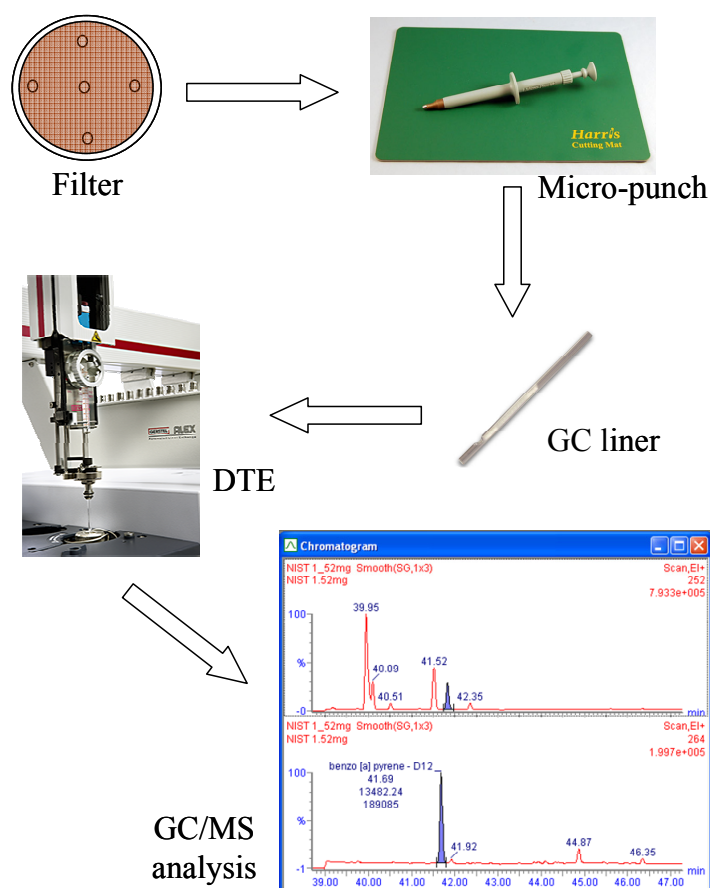 Filter
Harris
Cutting Mat
Micro-punch
GC liner
GERSTEL ALEX
DTE
Chromatogram
NIST 1_52mg Smooth(SG,1x3)
NIST 1.52mg
Scan,EI+
252
7.933e+005
39.95
100
40.09
%
41.52
40.51
42.35
-0
min
NIST 1_52mg Smooth(SG,1x3)
NIST 1.52mg
Scan,EI+
264
1.997e+005
benzo [a] pyrene - D12
100
41.69
13482.24
189085
%
41.92
44.87
46.35
-1
min
39.00 40.00 41.00 42.00 43.00 44.00 45.00 46.00 47.00
GC/MS
analysis